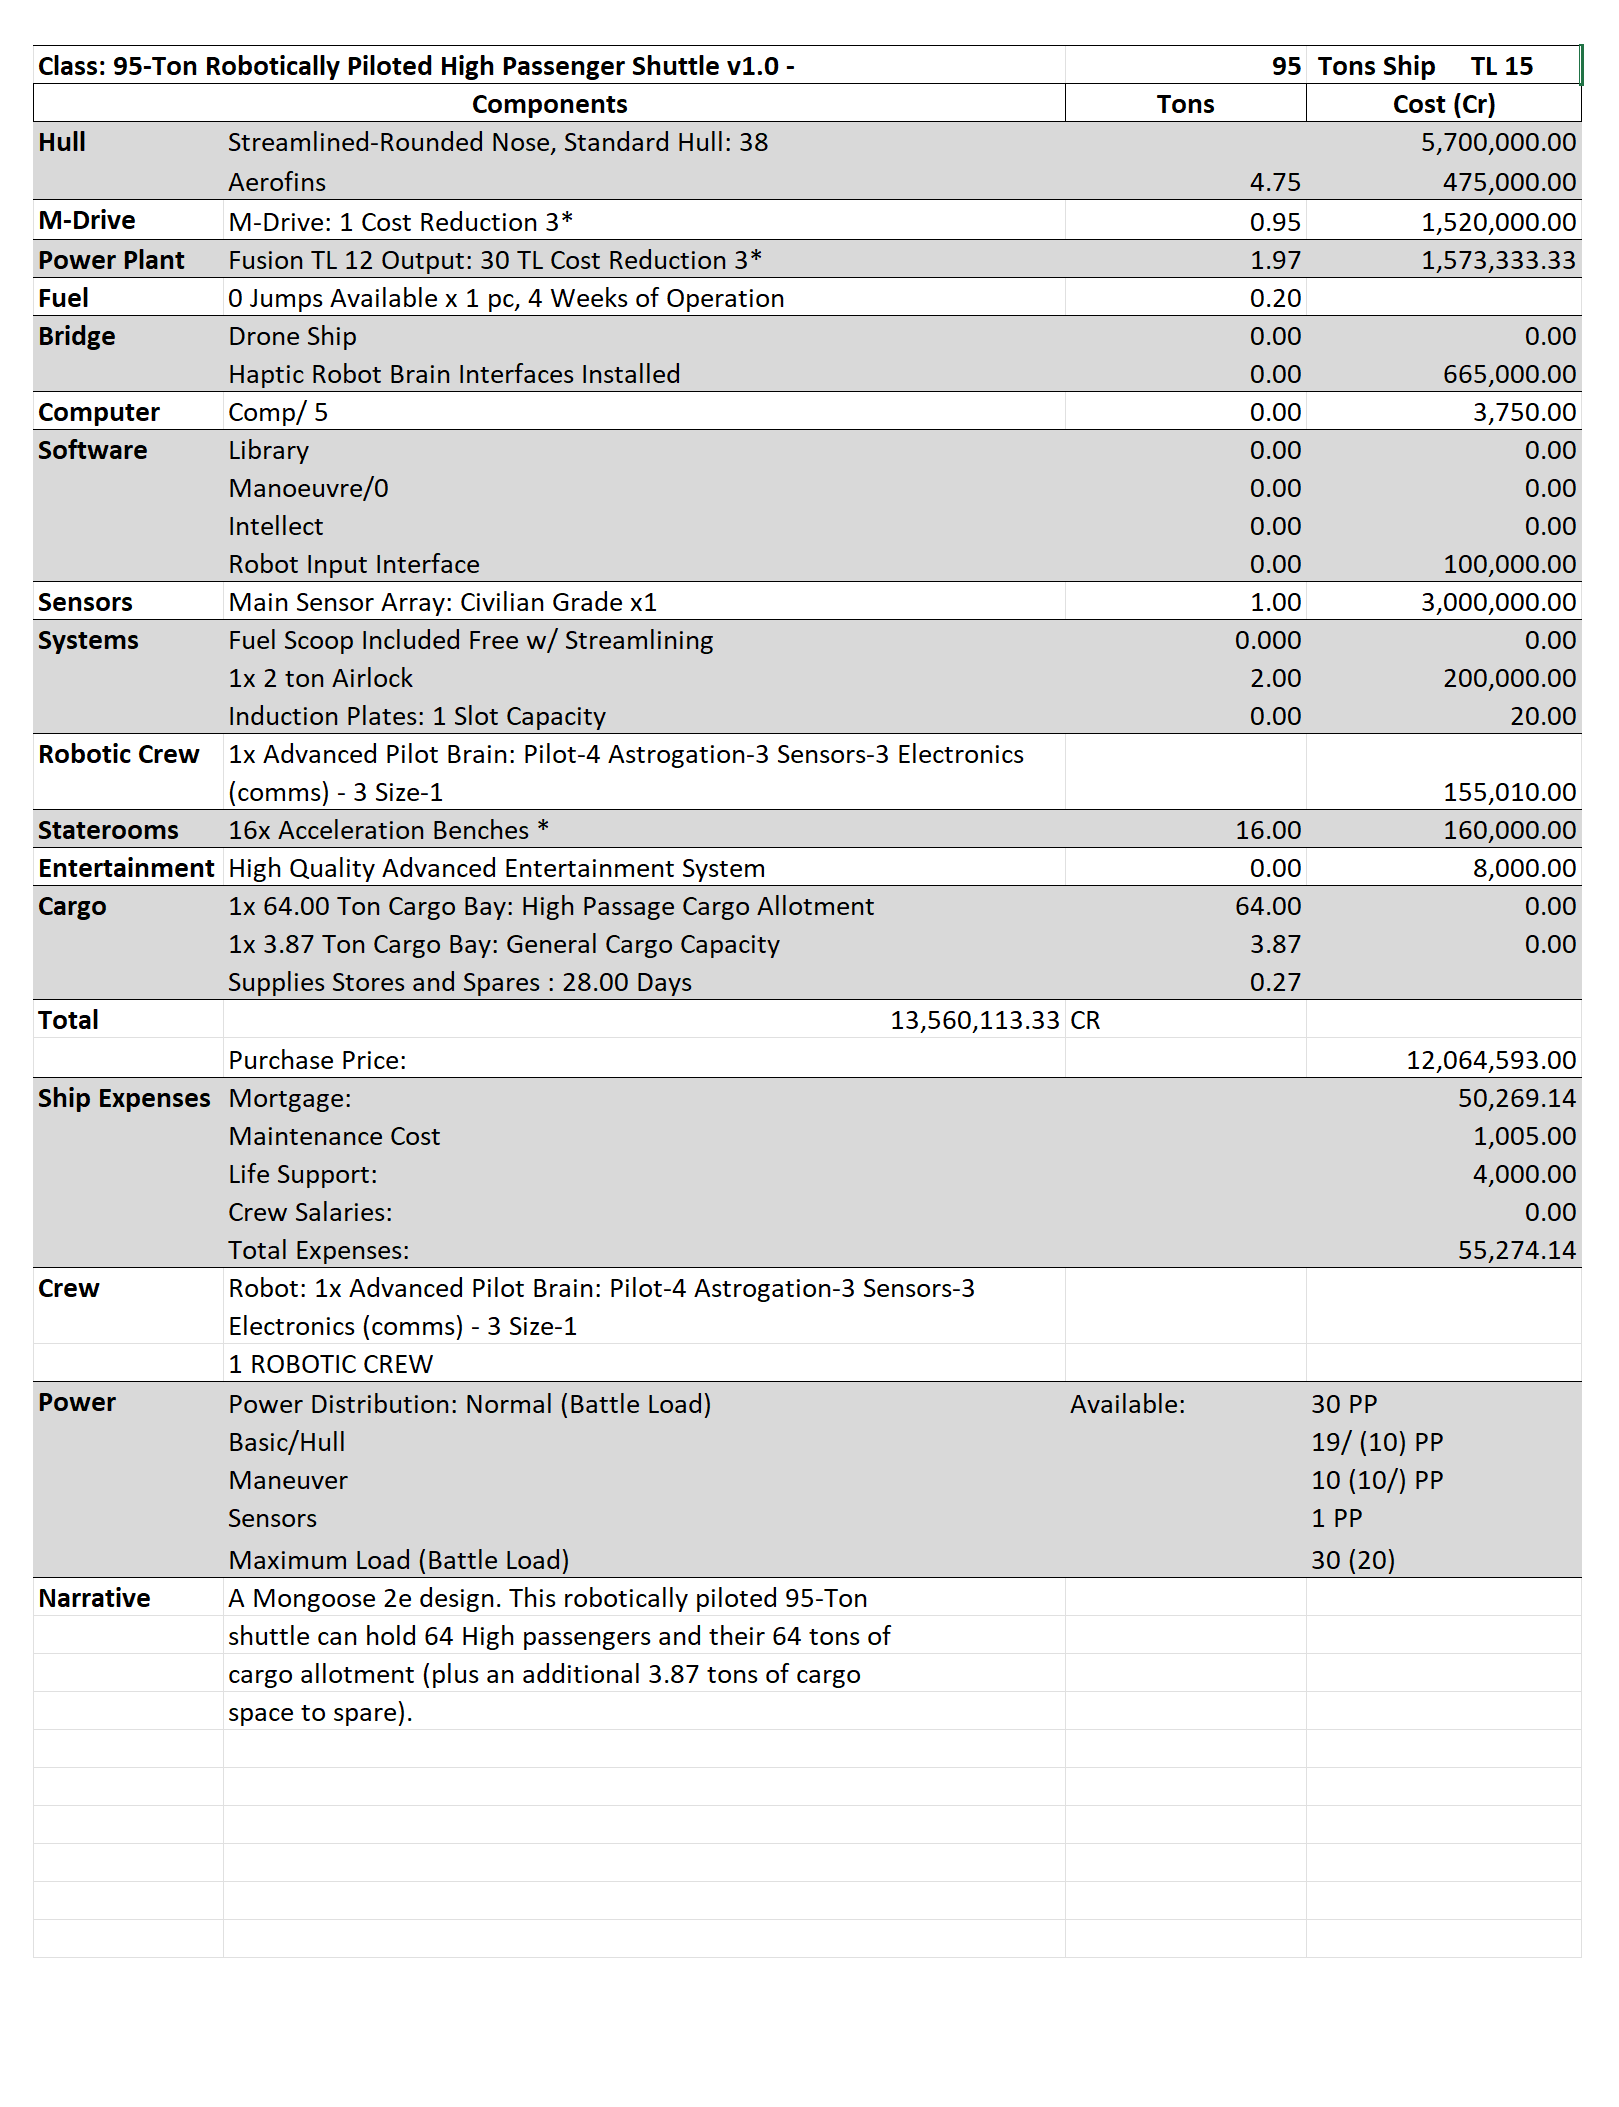 Class: 95-Ton Robotically Piloted High Passenger Shuttle v1.0 - 95 Tons Ship TL 15
Components Tons Cost (Cr)
Hull Streamlined-Rounded Nose, Standard Hull: 38 5,700,000.00
Aerofins 4.75 475,000.00
M-Drive M-Drive: 1 Cost Reduction 3* 0.95 1,520,000.00
Power Plant Fusion TL 12 Output: 30 TL Cost Reduction 3* 1.97 1,573,333.33
Fuel 0 Jumps Available x 1 pc, 4 Weeks of Operation 0.20
Bridge Drone Ship 0.00 0.00
Haptic Robot Brain Interfaces Installed 0.00 665,000.00
Computer Comp/ 5 0.00 3,750.00
Software Library 0.00 0.00
Manoeuvre/0 0.00 0.00
Intellect 0.00 0.00
Robot Input Interface 0.00 100,000.00
Sensors Main Sensor Array: Civilian Grade x1 1.00 3,000,000.00
Systems Fuel Scoop Included Free w/ Streamlining 0.000 0.00
1x 2 ton Airlock 2.00 200,000.00
Induction Plates: 1 Slot Capacity 0.00 20.00
Robotic Crew 1x Advanced Pilot Brain: Pilot-4 Astrogation-3 Sensors-3 Electronics
(comms) - 3 Size-1 155,010.00
Staterooms 16x Acceleration Benches * 16.00 160,000.00
Entertainment High Quality Advanced Entertainment System 0.00 8,000.00
Cargo 1x 64.00 Ton Cargo Bay: High Passage Cargo Allotment 64.00 0.00
1x 3.87 Ton Cargo Bay: General Cargo Capacity 3.87 0.00
Supplies Stores and Spares : 28.00 Days 0.27
Total 13,560,113.33 CR
Purchase Price: 12,064,593.00
Ship Expenses Mortgage: 50,269.14
Maintenance Cost 1,005.00
Life Support: 4,000.00
Crew Salaries: 0.00
Total Expenses: 55,274.14
Crew Robot: 1x Advanced Pilot Brain: Pilot-4 Astrogation-3 Sensors-3
Electronics (comms) - 3 Size-1
1 ROBOTIC CREW
Power Power Distribution: Normal (Battle Load) Available: 30 PP
Basic/Hull 19/ (10) PP
Maneuver 10 (10/) PP
Sensors 1 PP
Maximum Load (Battle Load) 30 (20)
Narrative A Mongoose 2e design. This robotically piloted 95-Ton
shuttle can hold 64 High passengers and their 64 tons of
cargo allotment (plus an additional 3.87 tons of cargo
space to spare).